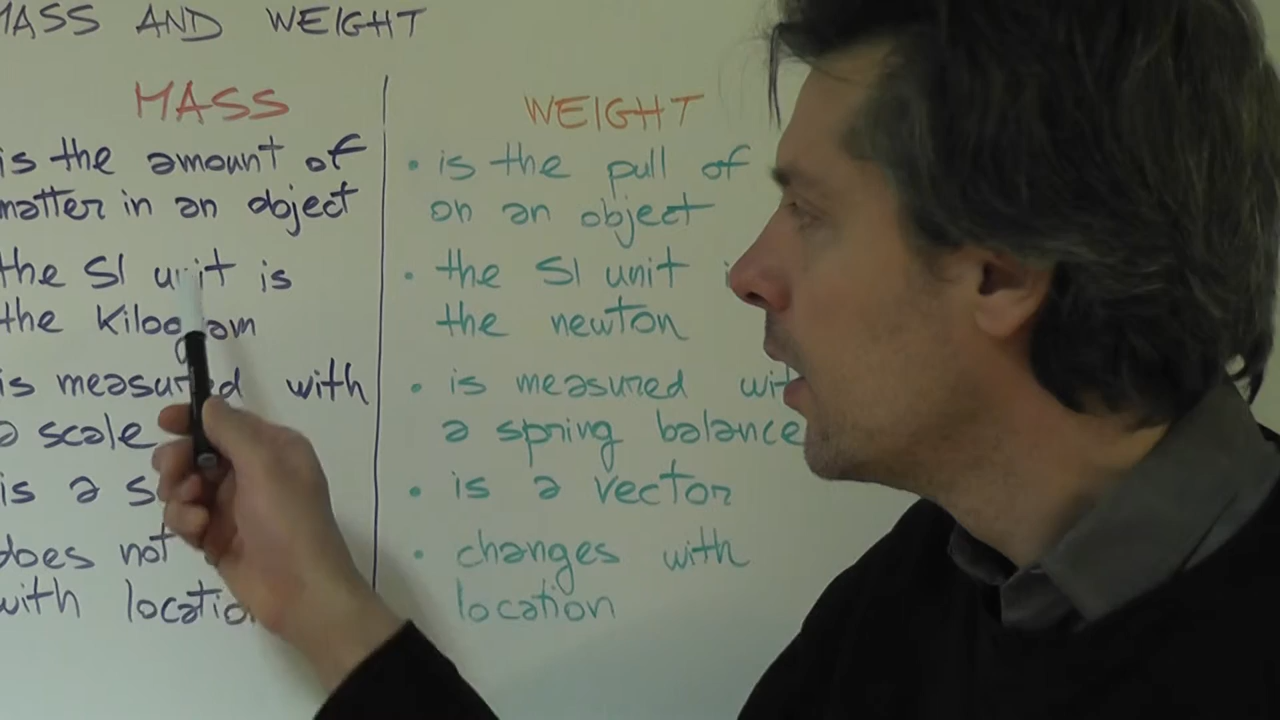 MASS AND WEIGHT
MASS
is the amount of
matter in an object
the SI unit is
the kilogram
is measured with
a scale
is a
does not
with location
WEIGHT
• is the pull of
on an object
• the SI unit
the newton
• is measured with
a spring balance
• is a vector
• changes with
location